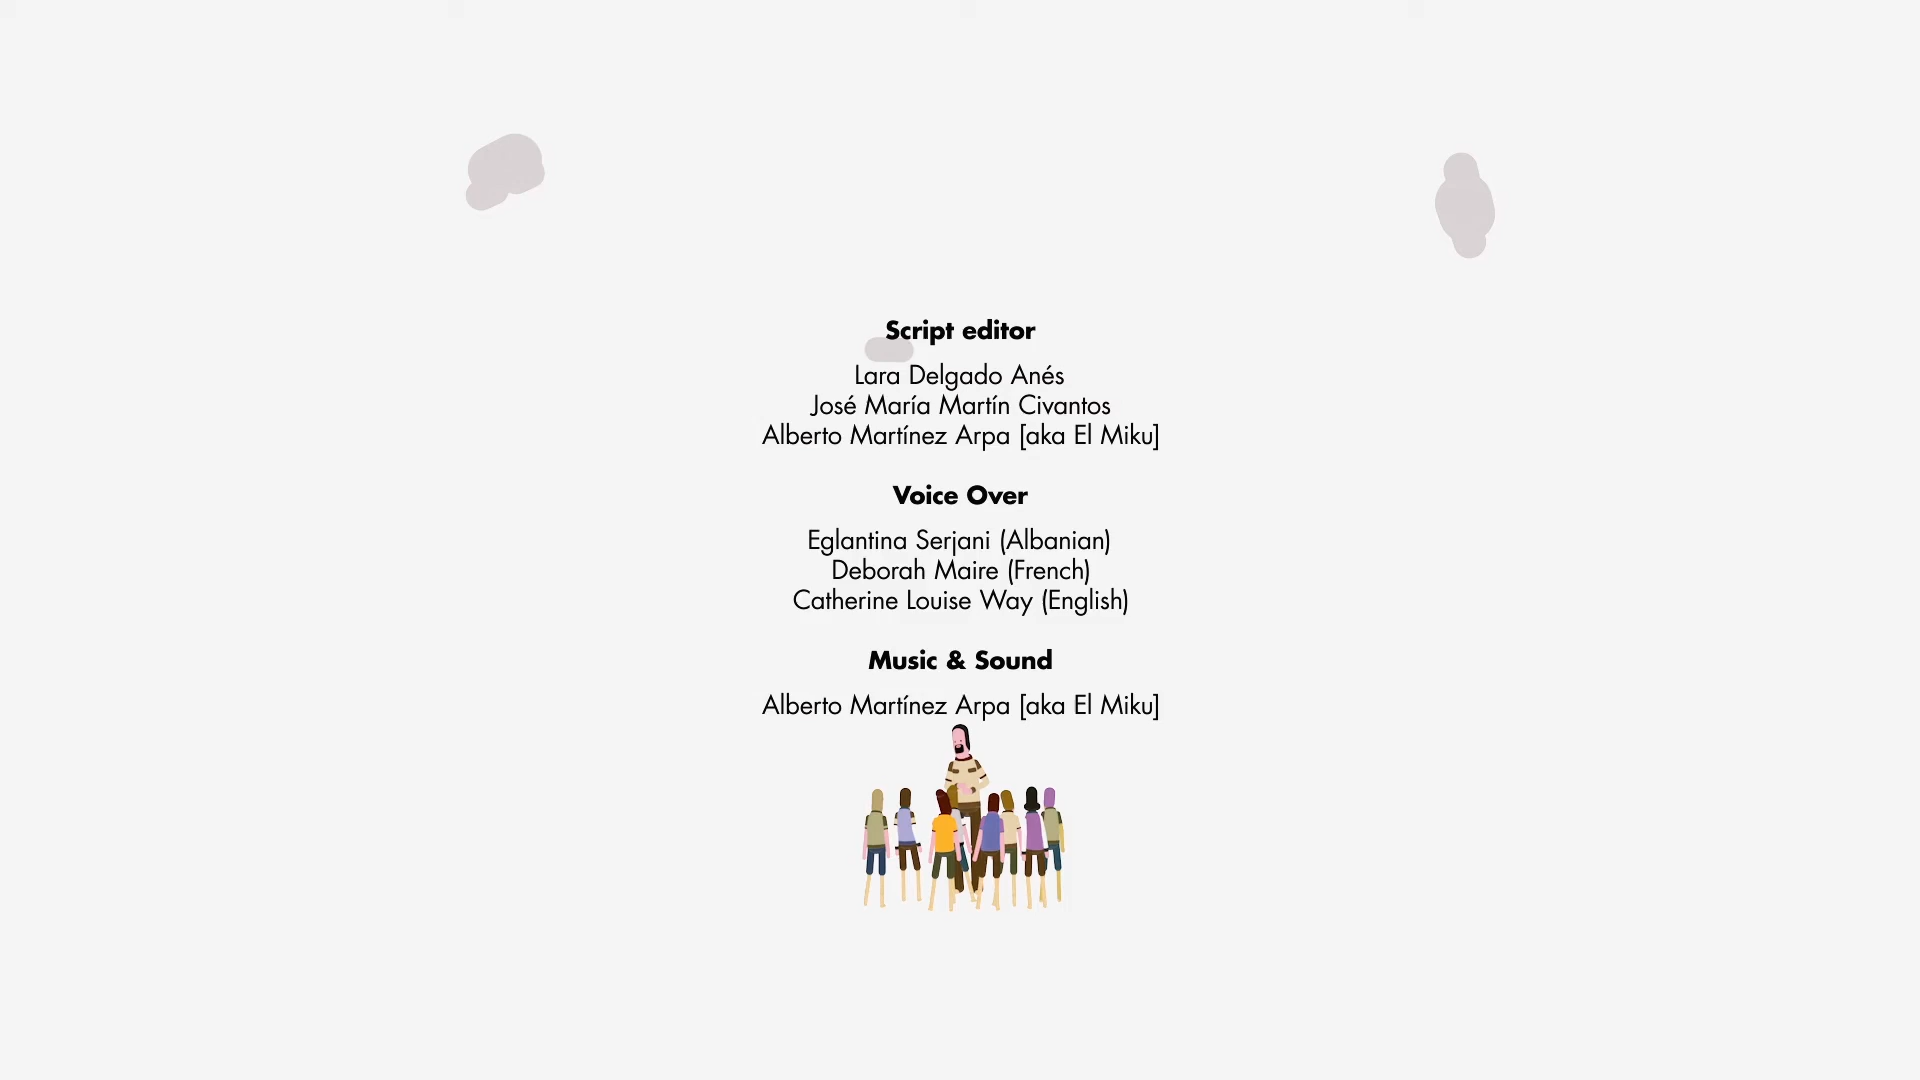 Script editor
Lara Delgado Anés
José María Martín Civantos
Alberto Martínez Arpa [aka El Miku]
Voice Over
Eglantina Serjani (Albanian)
Deborah Maire (French)
Catherine Louise Way (English)
Music & Sound
Alberto Martínez Arpa [aka El Miku]